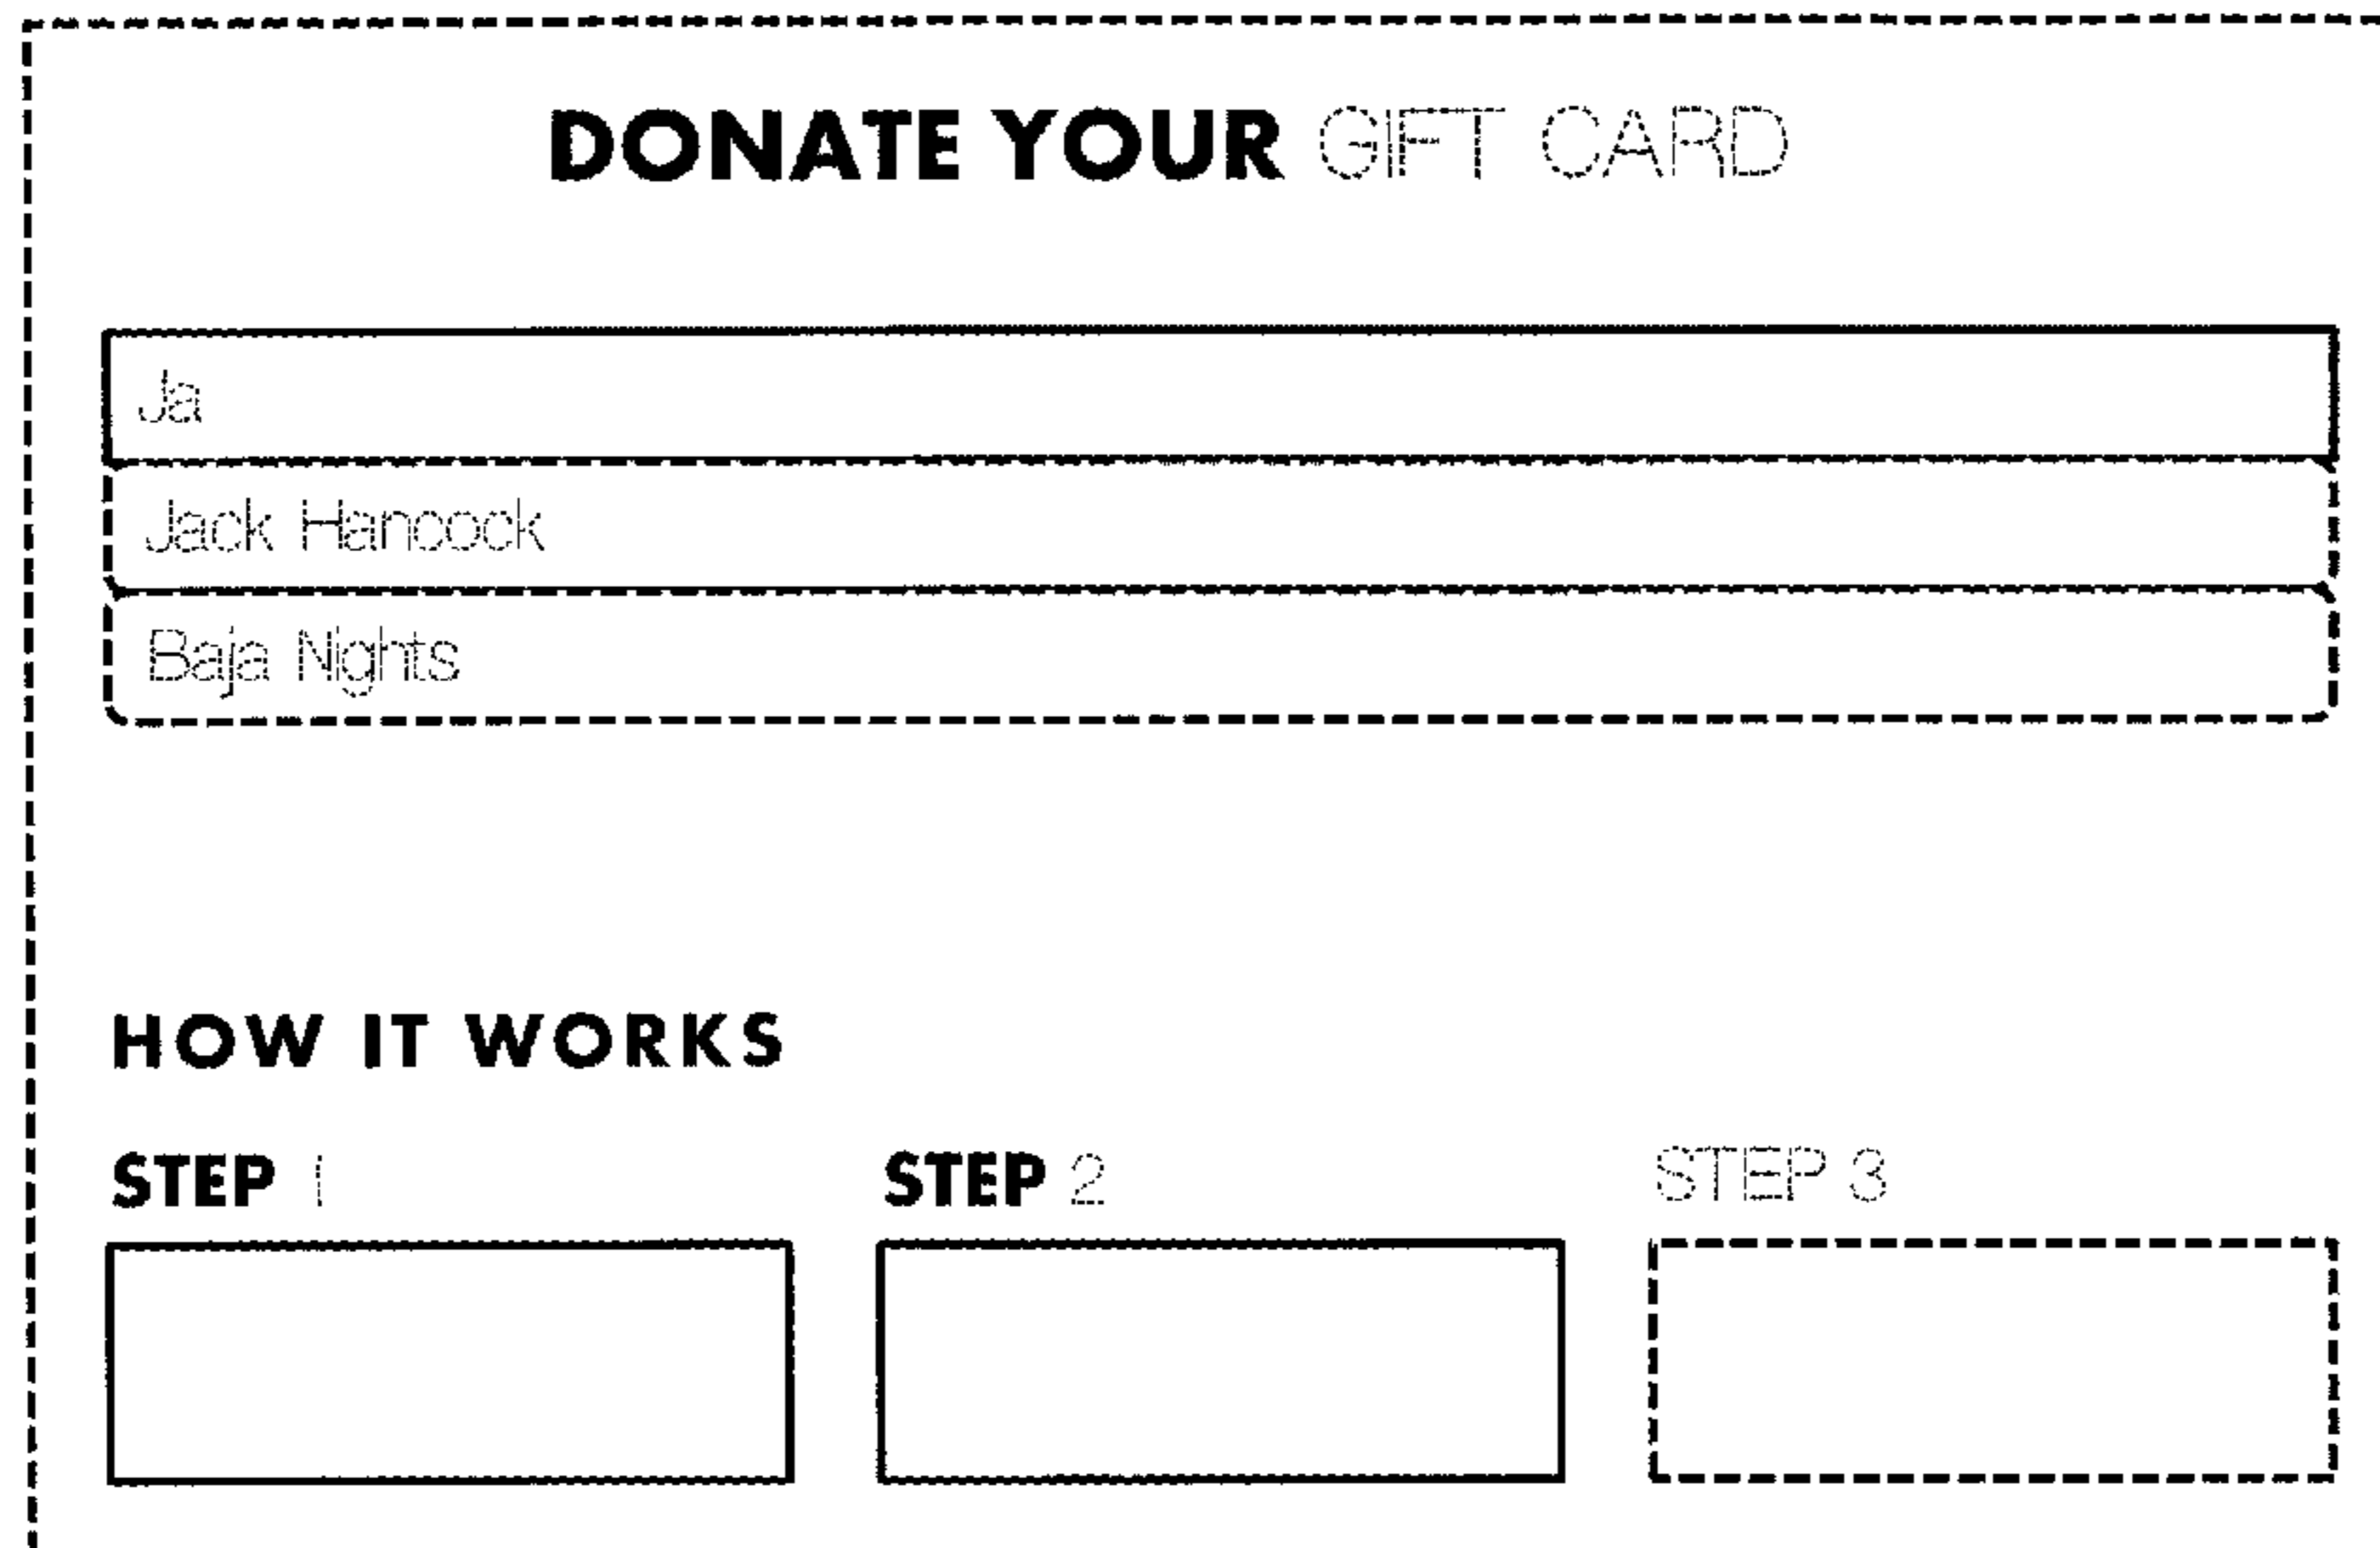 DONATE YOUR GIFT CARD
Ja
Jack Hancock
Baja Nights
HOW IT WORKS
STEP 1
STEP 2
STEP 3